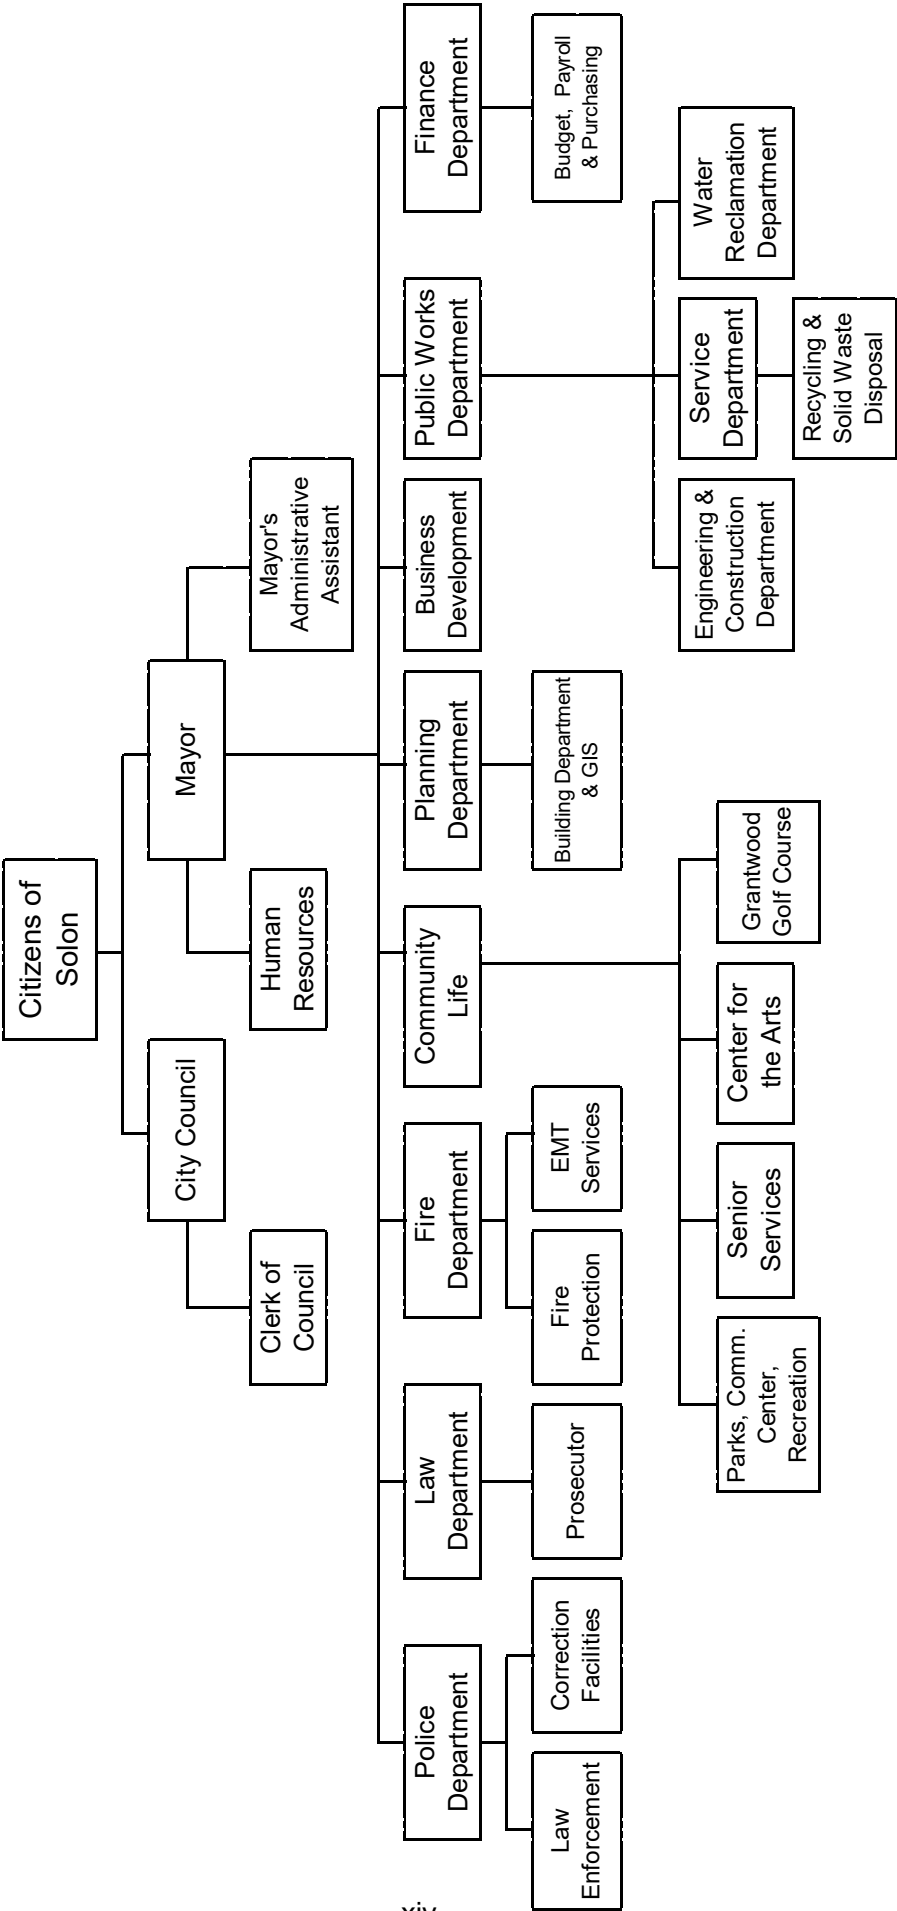 Citizens of
Solon
City Council
Mayor
Clerk of
Council
Human
Resources
Mayor's
Administrative
Assistant
Police
Department
Law
Department
Fire
Department
Community
Life
Planning
Department
Business
Development
Public Works
Department
Finance
Department
Law
Enforcement
Correction
Facilities
Prosecutor
Fire
Protection
EMT
Services
Building Department
& GIS
Budget, Payroll
& Purchasing
Parks, Comm.
Center,
Recreation
Senior
Services
Center for
the Arts
Grantwood
Golf Course
Engineering &
Construction
Department
Service
Department
Water
Reclamation
Department
Recycling &
Solid Waste
Disposal
xiv